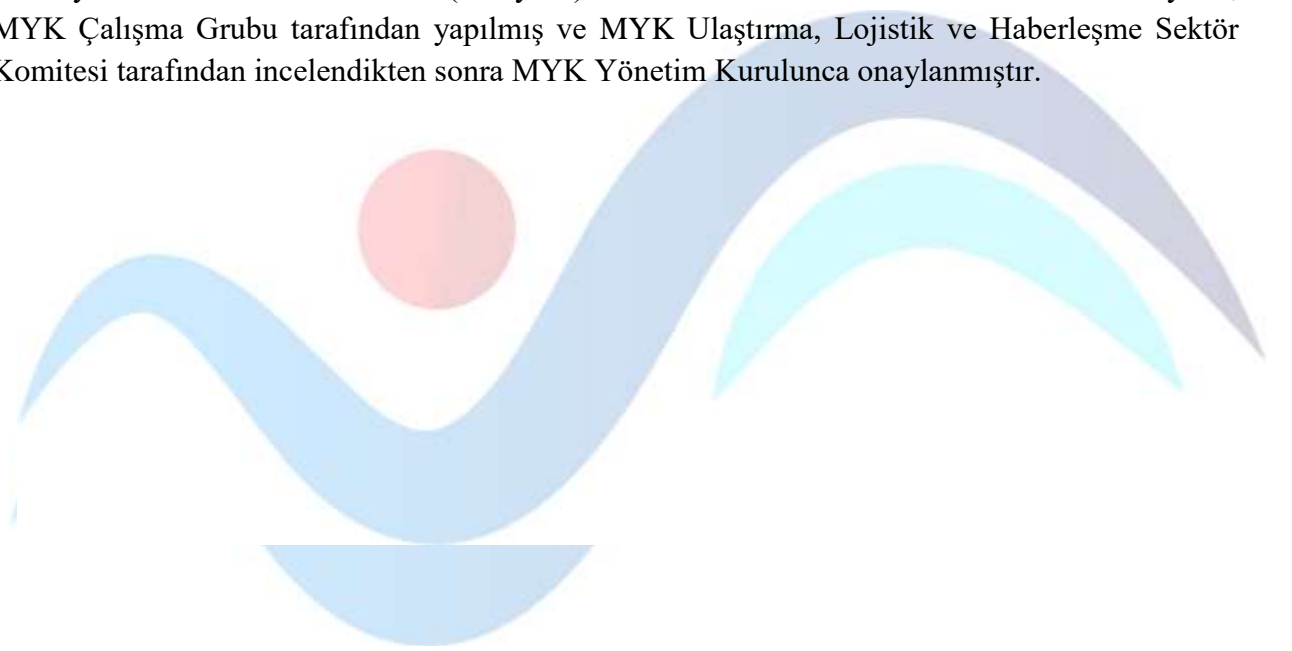 MYK Çalışma Grubu tarafından yapılmış ve MYK Ulaştırma, Lojistik ve Haberleşme Sektör
Komitesi tarafından incelendikten sonra MYK Yönetim Kurulunca onaylanmıştır.